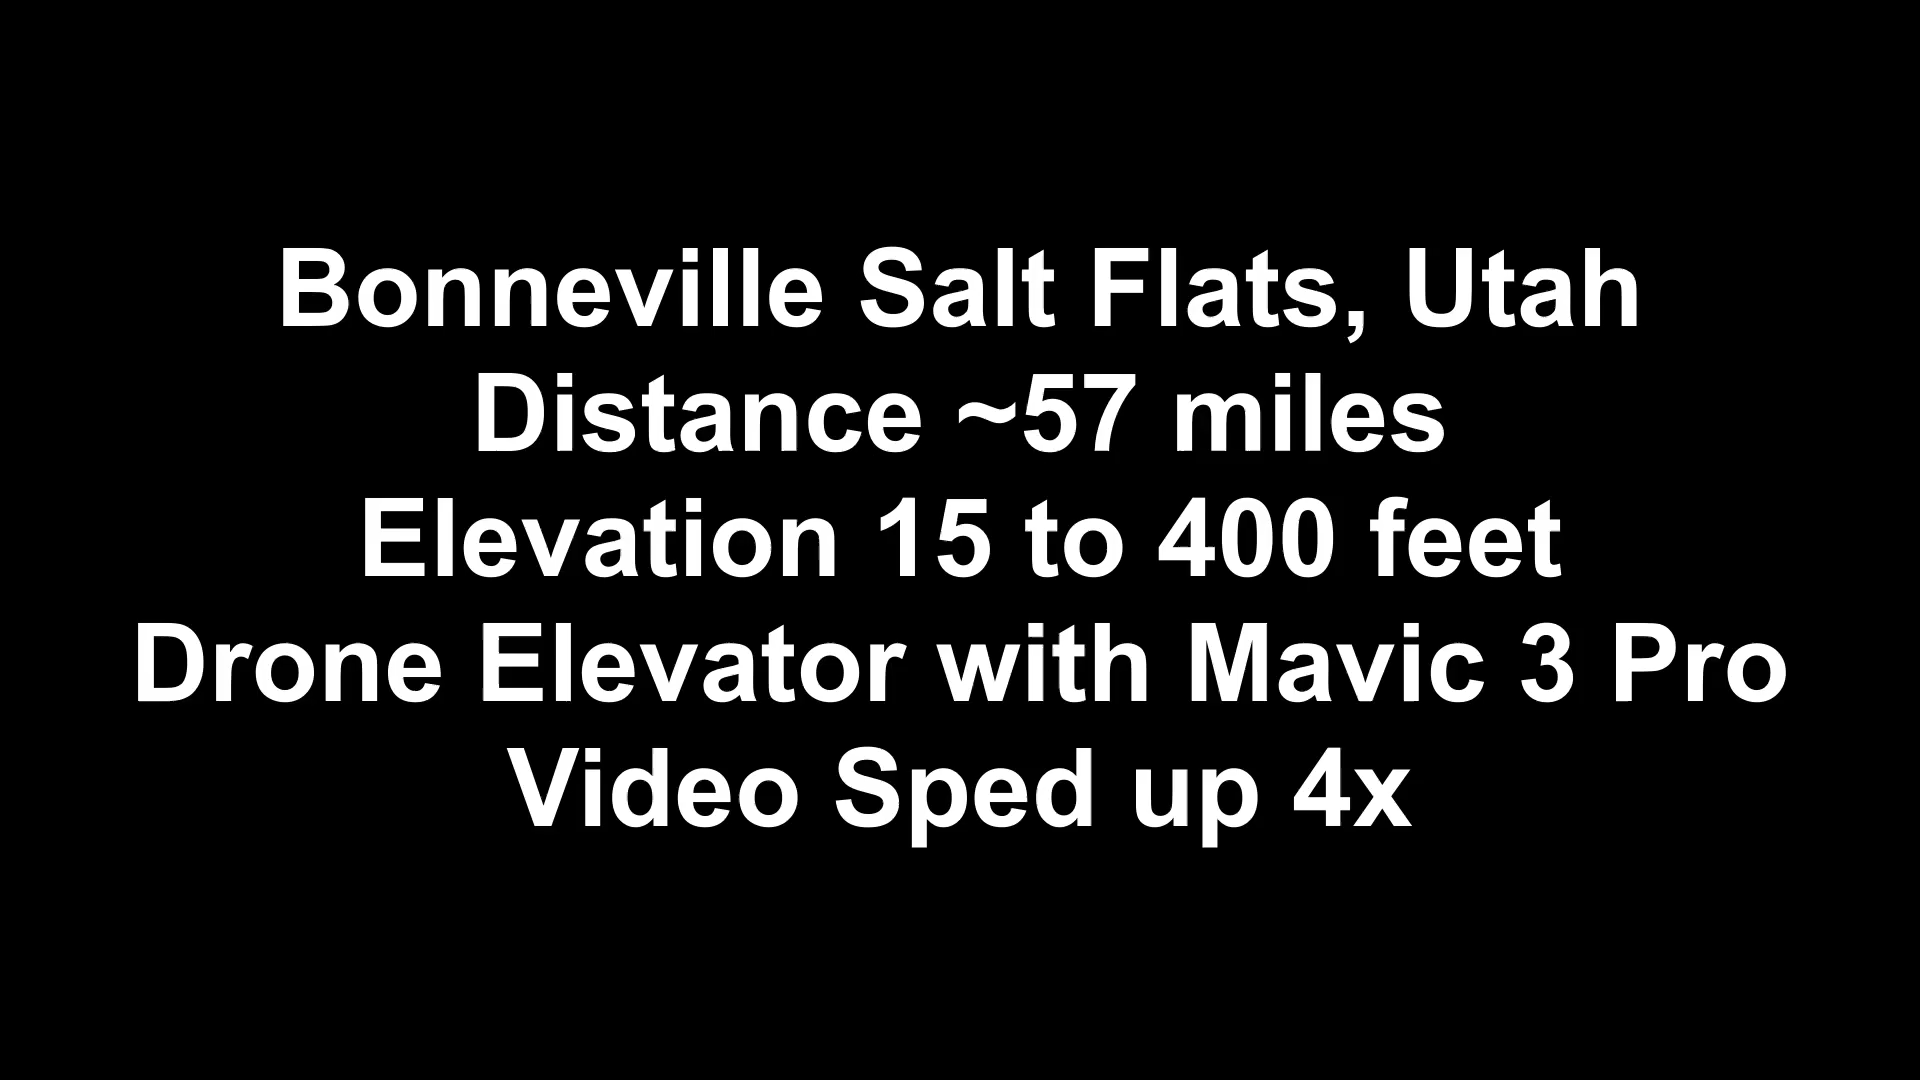 Bonneville Salt Flats, Utah
Distance ~57 miles
Elevation 15 to 400 feet
Drone Elevator with Mavic 3 Pro
Video Sped up 4x